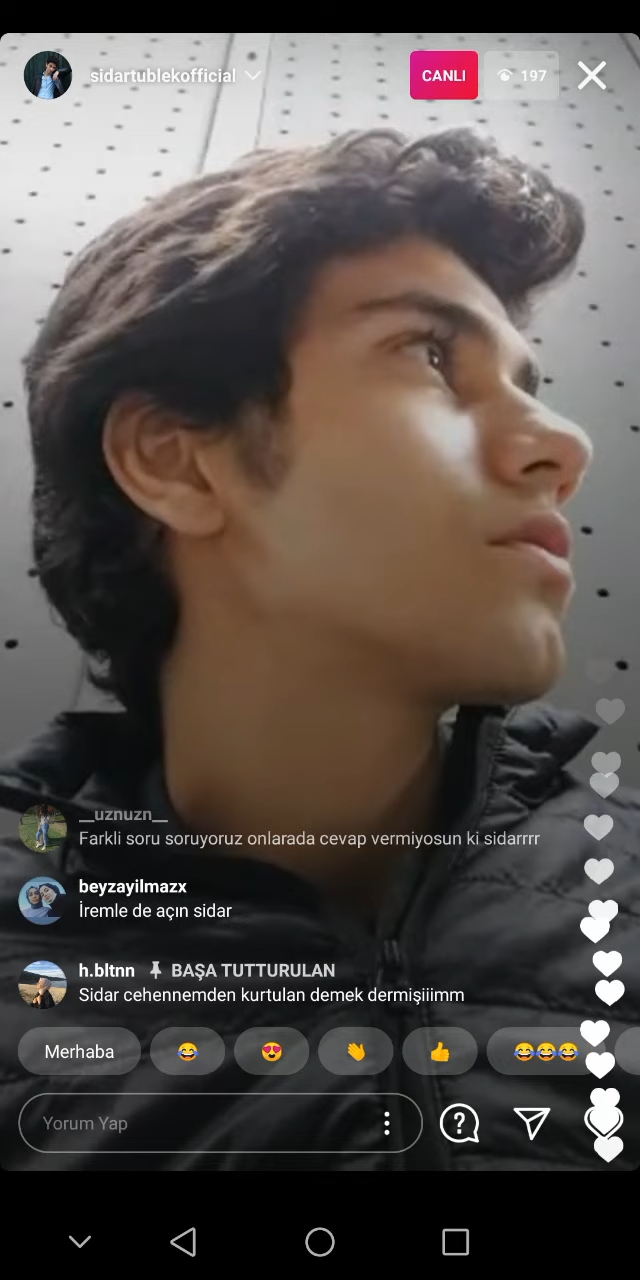 sidartublekofficial
CANLI
197
__uznuzn__
Farkli soru soruyoruz onlarada cevap vermiyosun ki sidarrrr
beyzayilmazx
İremle de açın sidar
h.bltnn BAŞA TUTTURULAN
Sidar cehennemden kurtulan demek dermişiiimm
Merhaba
Yorum Yap